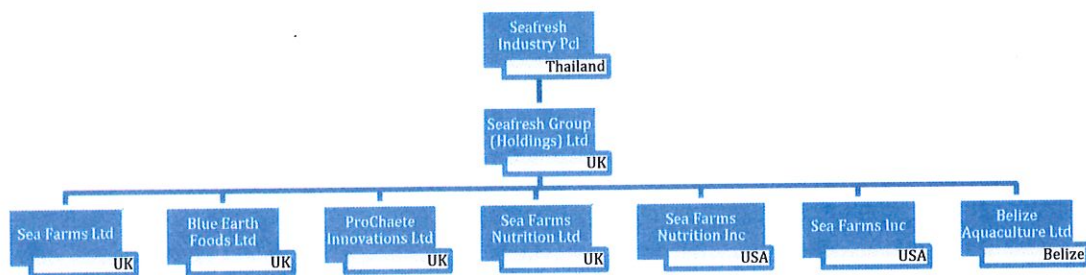 Seafresh
Industry Pcl
Thailand
Seafresh Group
(Holdings) Ltd
UK
Sea Farms Ltd
UK
Blue Earth
Foods Ltd
UK
ProChaete
Innovations Ltd
UK
Sea Farms
Nutrition Ltd
UK
Sea Farms
Nutrition Inc
USA
Sea Farms Inc
USA
Belize
Aquaculture Ltd
Belize